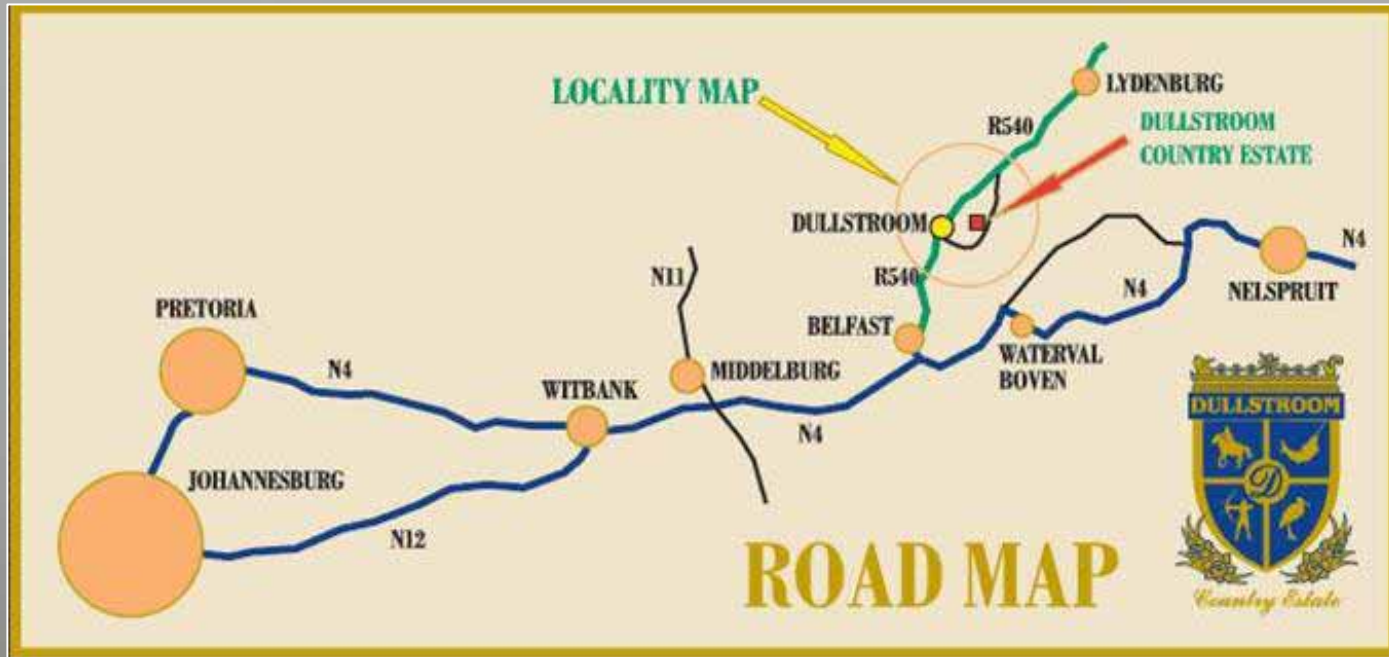 LOCALITY MAP
LYDENBURG
R540
DULLSTROOM
COUNTRY ESTATE
DULLSTROOM
R540
N11
N4
N4
NELSPRUIT
PRETORIA
BELFAST
WATERVAL
BOVEN
N4
WITBANK
MIDDELBURG
N4
JOHANNESBURG
N12
ROAD MAP
DULLSTROOM
D
Country Estate